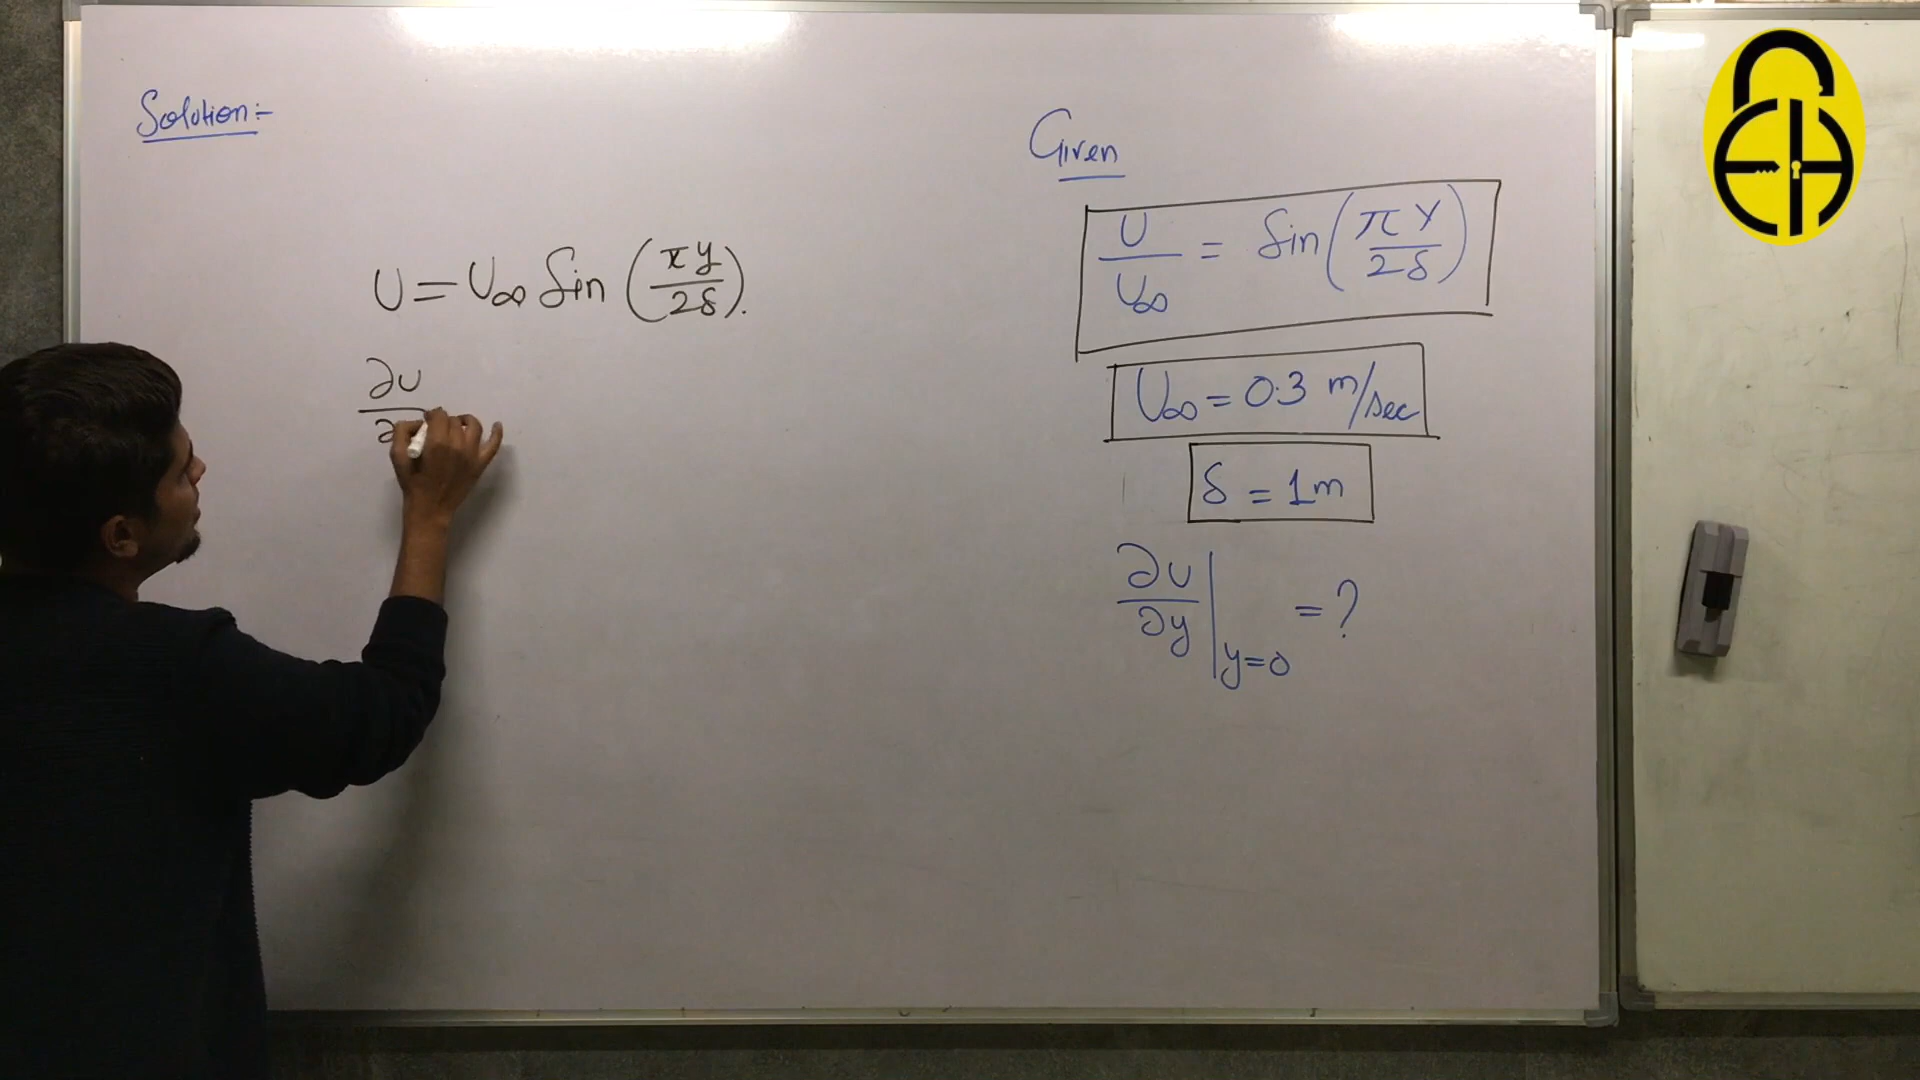 Solution:-
U = U∞ Sin (πy/2δ).
∂U/∂
Given
U/U∞ = Sin(πY/2δ)
U∞ = 0.3 m/sec
δ = 1m
∂U/∂y|y=0 = ?